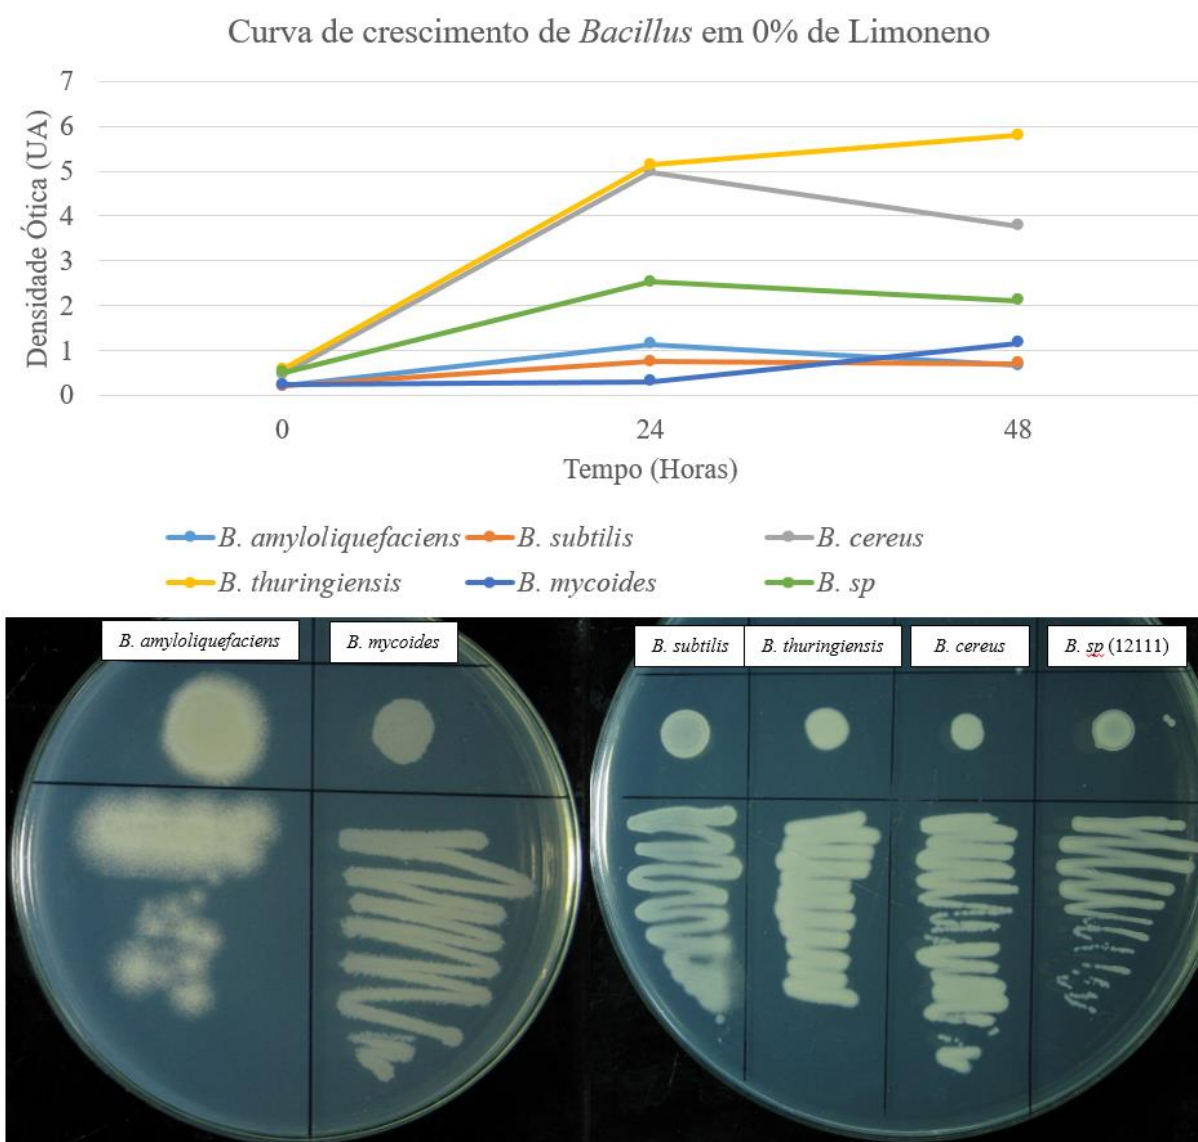 Curva de crescimento de Bacillus em 0% de Limoneno
7
6
5
4
3
2
1
0
Densidade Ótica (UA)
0 24 48
Tempo (Horas)
B. amyloliquefaciens B. subtilis B. cereus
B. thuringiensis B. mycoides B. sp
B. amyloliquefaciens B. mycoides B. subtilis B. thuringiensis B. cereus B. sp (12111)